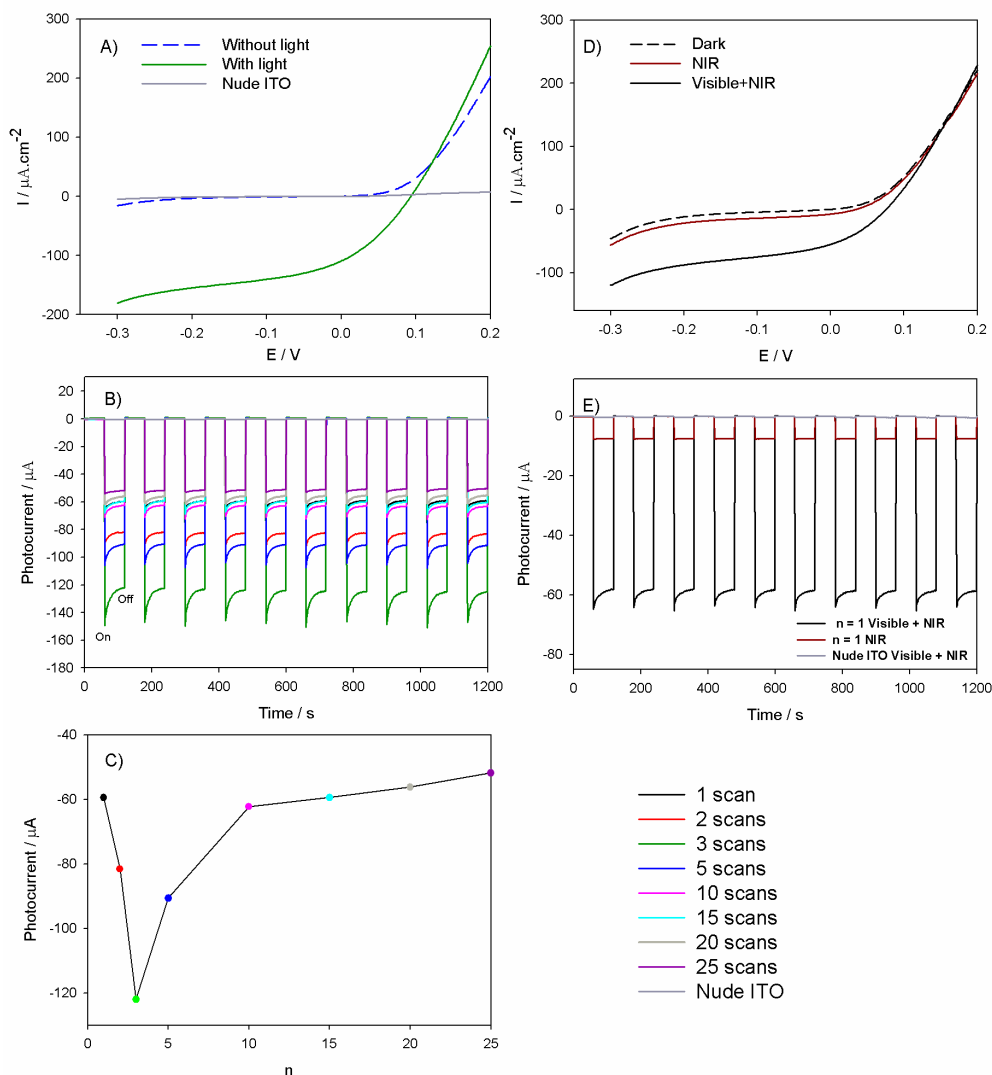 A)
Without light
With light
Nude ITO
I / μA.cm-2
300
200
100
0
-100
-200
-0.3
-0.2
-0.1
0.0
0.1
0.2
E / V
D)
Dark
NIR
Visible+NIR
I / μA.cm-2
300
200
100
0
-100
-0.3
-0.2
-0.1
0.0
0.1
0.2
E / V
B)
Photocurrent / μA
20
0
-20
-40
-60
-80
-100
-120
-140
-160
-180
Off
On
0
200
400
600
800
1000
1200
Time / s
E)
Photocurrent / μA
0
-20
-40
-60
-80
n = 1 Visible + NIR
n = 1 NIR
Nude ITO Visible + NIR
0
200
400
600
800
1000
1200
Time / s
C)
Photocurrent / μA
-40
-60
-80
-100
-120
0
5
10
15
20
25
n
1 scan
2 scans
3 scans
5 scans
10 scans
15 scans
20 scans
25 scans
Nude ITO